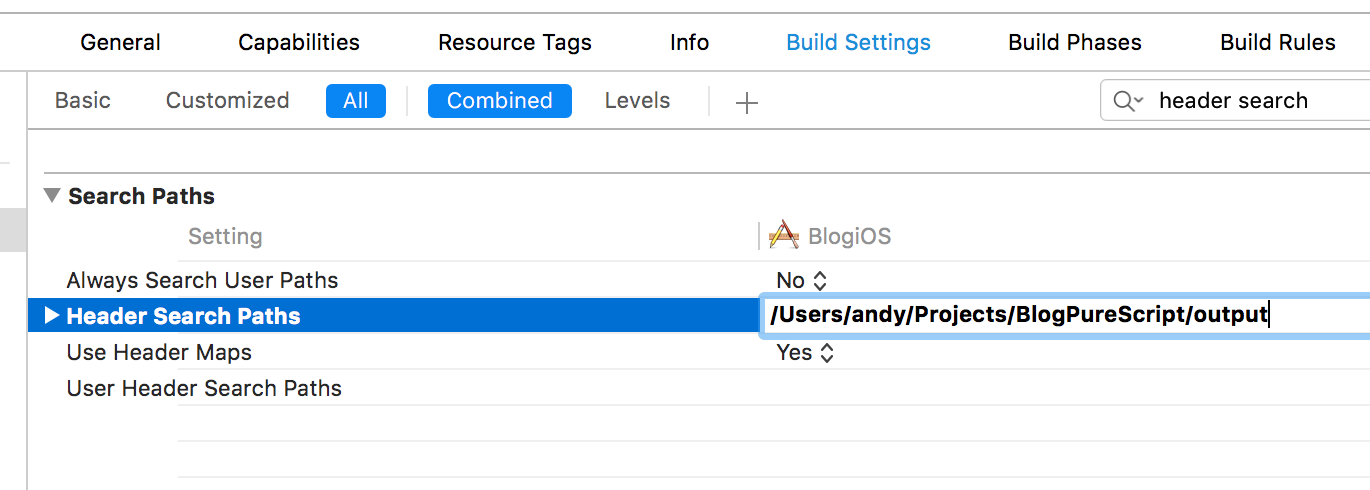 General Capabilities Resource Tags Info Build Settings Build Phases Build Rules
Basic Customized All Combined Levels + header search
Search Paths
Setting BlogiOS
Always Search User Paths No
Header Search Paths /Users/andy/Projects/BlogPureScript/output
Use Header Maps Yes
User Header Search Paths